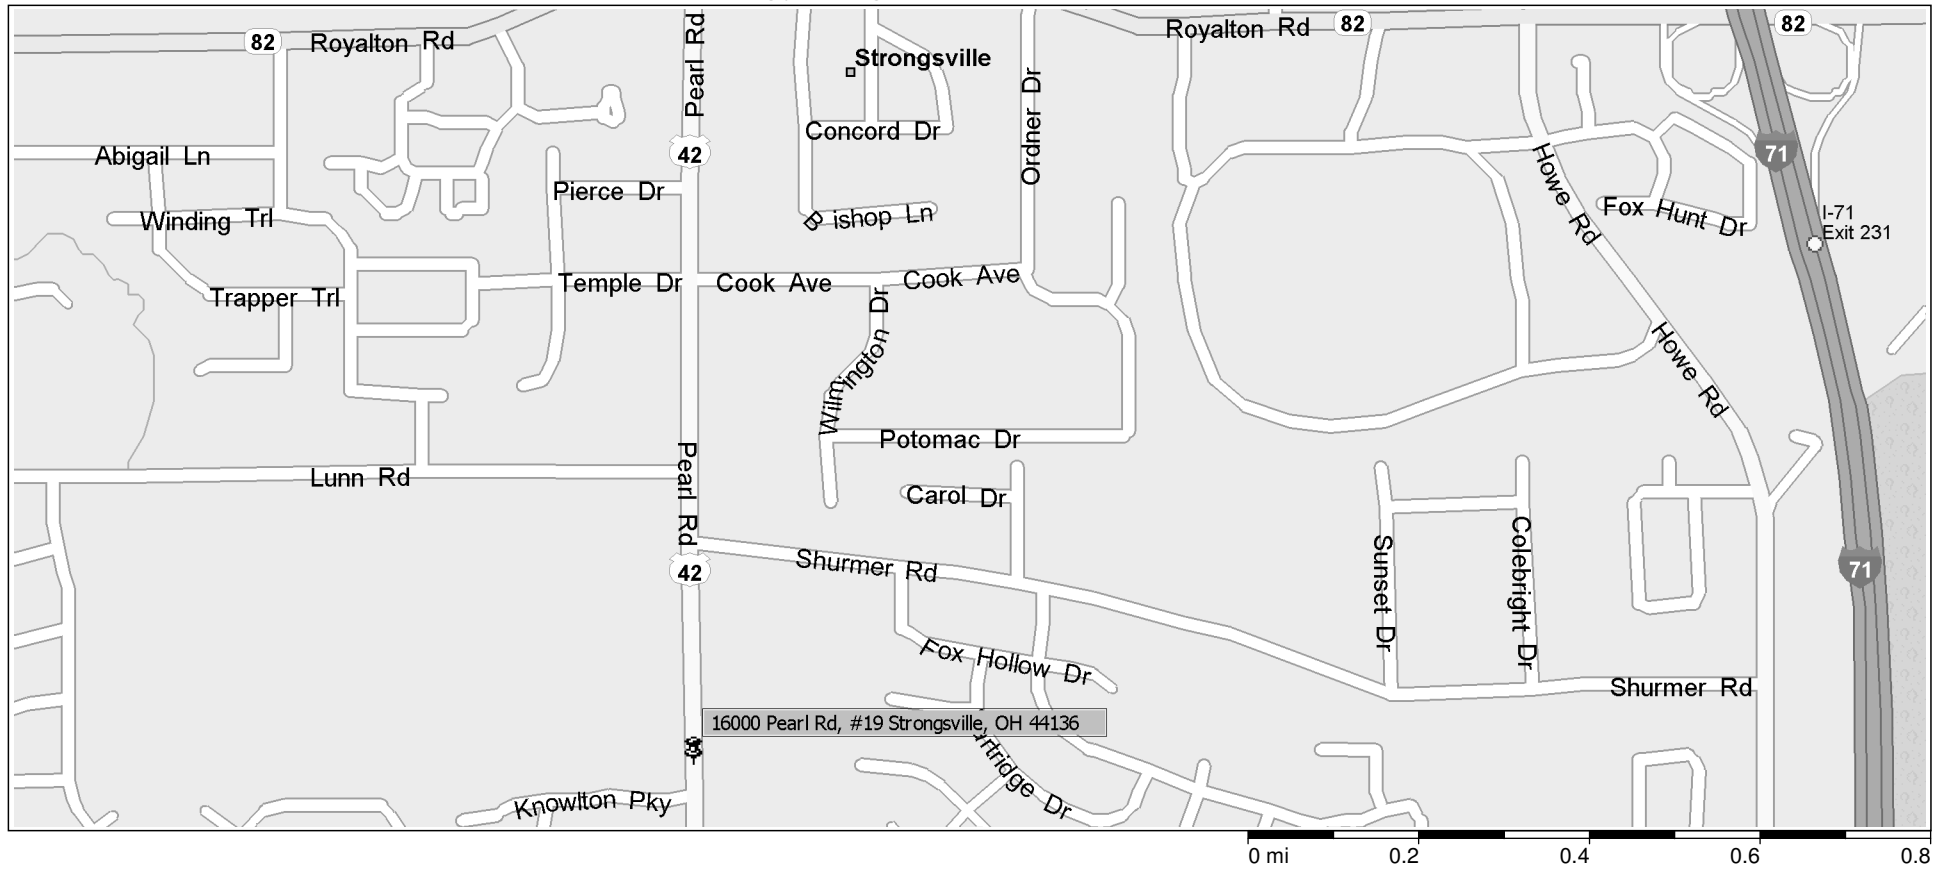 82
Royalton Rd
Pearl Rd
Strongsville
Ordner Dr
Royalton Rd
82
82
Abigail Ln
42
Concord Dr
71
Howe Rd
Pierce Dr
Winding Trl
Bishop Ln
Fox Hunt Dr
I-71
Exit 231
Trapper Trl
Temple Dr
Cook Ave
Cook Ave
Wilmington Dr
Howe Rd
Potomac Dr
Lunn Rd
Pearl Rd
Carol Dr
Sunset Dr
Colebright Dr
Shurmer Rd
42
71
Fox Hollow Dr
Shurmer Rd
16000 Pearl Rd, #19 Strongsville, OH 44136
Knowlton Pky
Dr
0 mi
0.2
0.4
0.6
0.8